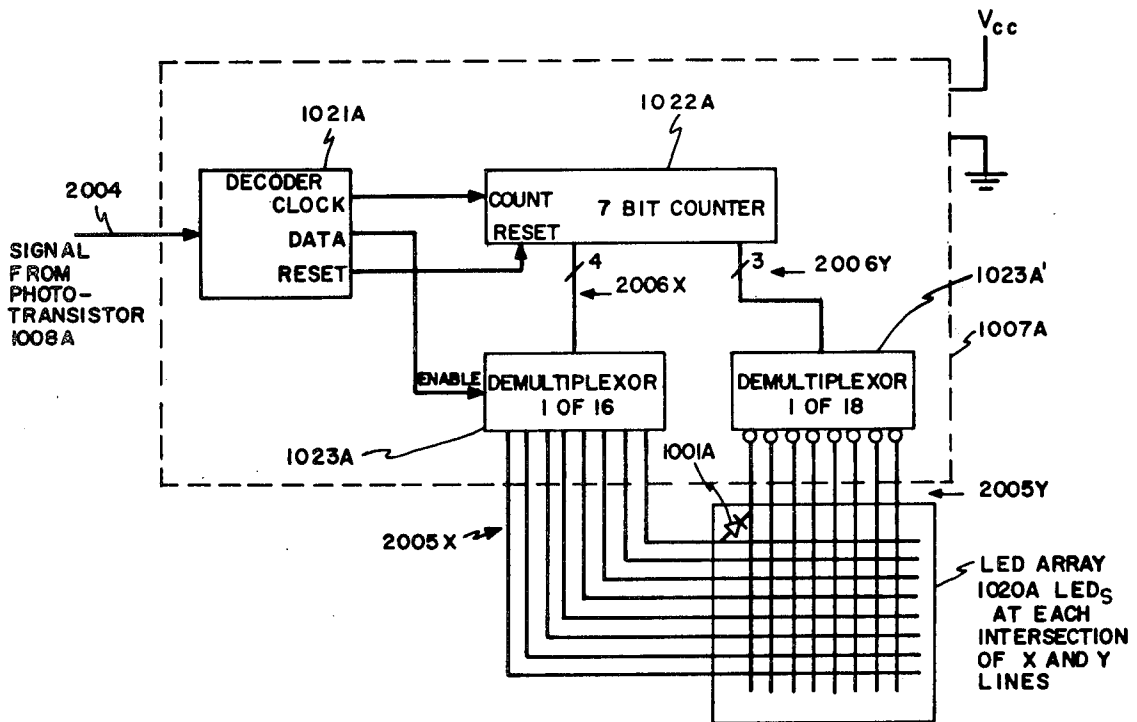 Vcc
1021A
1022A
2004
DECODER
CLOCK
DATA
RESET
COUNT
RESET
7 BIT COUNTER
SIGNAL
FROM
PHOTO-
TRANSISTOR
1008A
4
2006X
3
2006Y
1023A'
1007A
ENABLE
DEMULTIPLEXOR
1 OF 16
DEMULTIPLEXOR
1 OF 18
1023A
1001A
2005X
2005Y
LED ARRAY
1020A LEDS
AT EACH
INTERSECTION
OF X AND Y
LINES